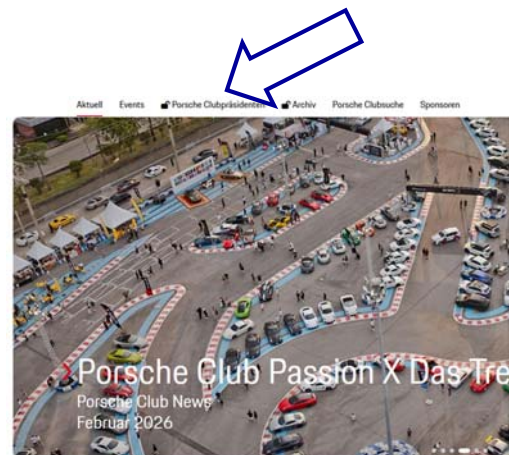 Aktuell Events Porsche Clubpräsidenten Archiv Porsche Clubsuche Sponsoren
Porsche Club Passion X Das Tre
Porsche Club News
Februar 2026